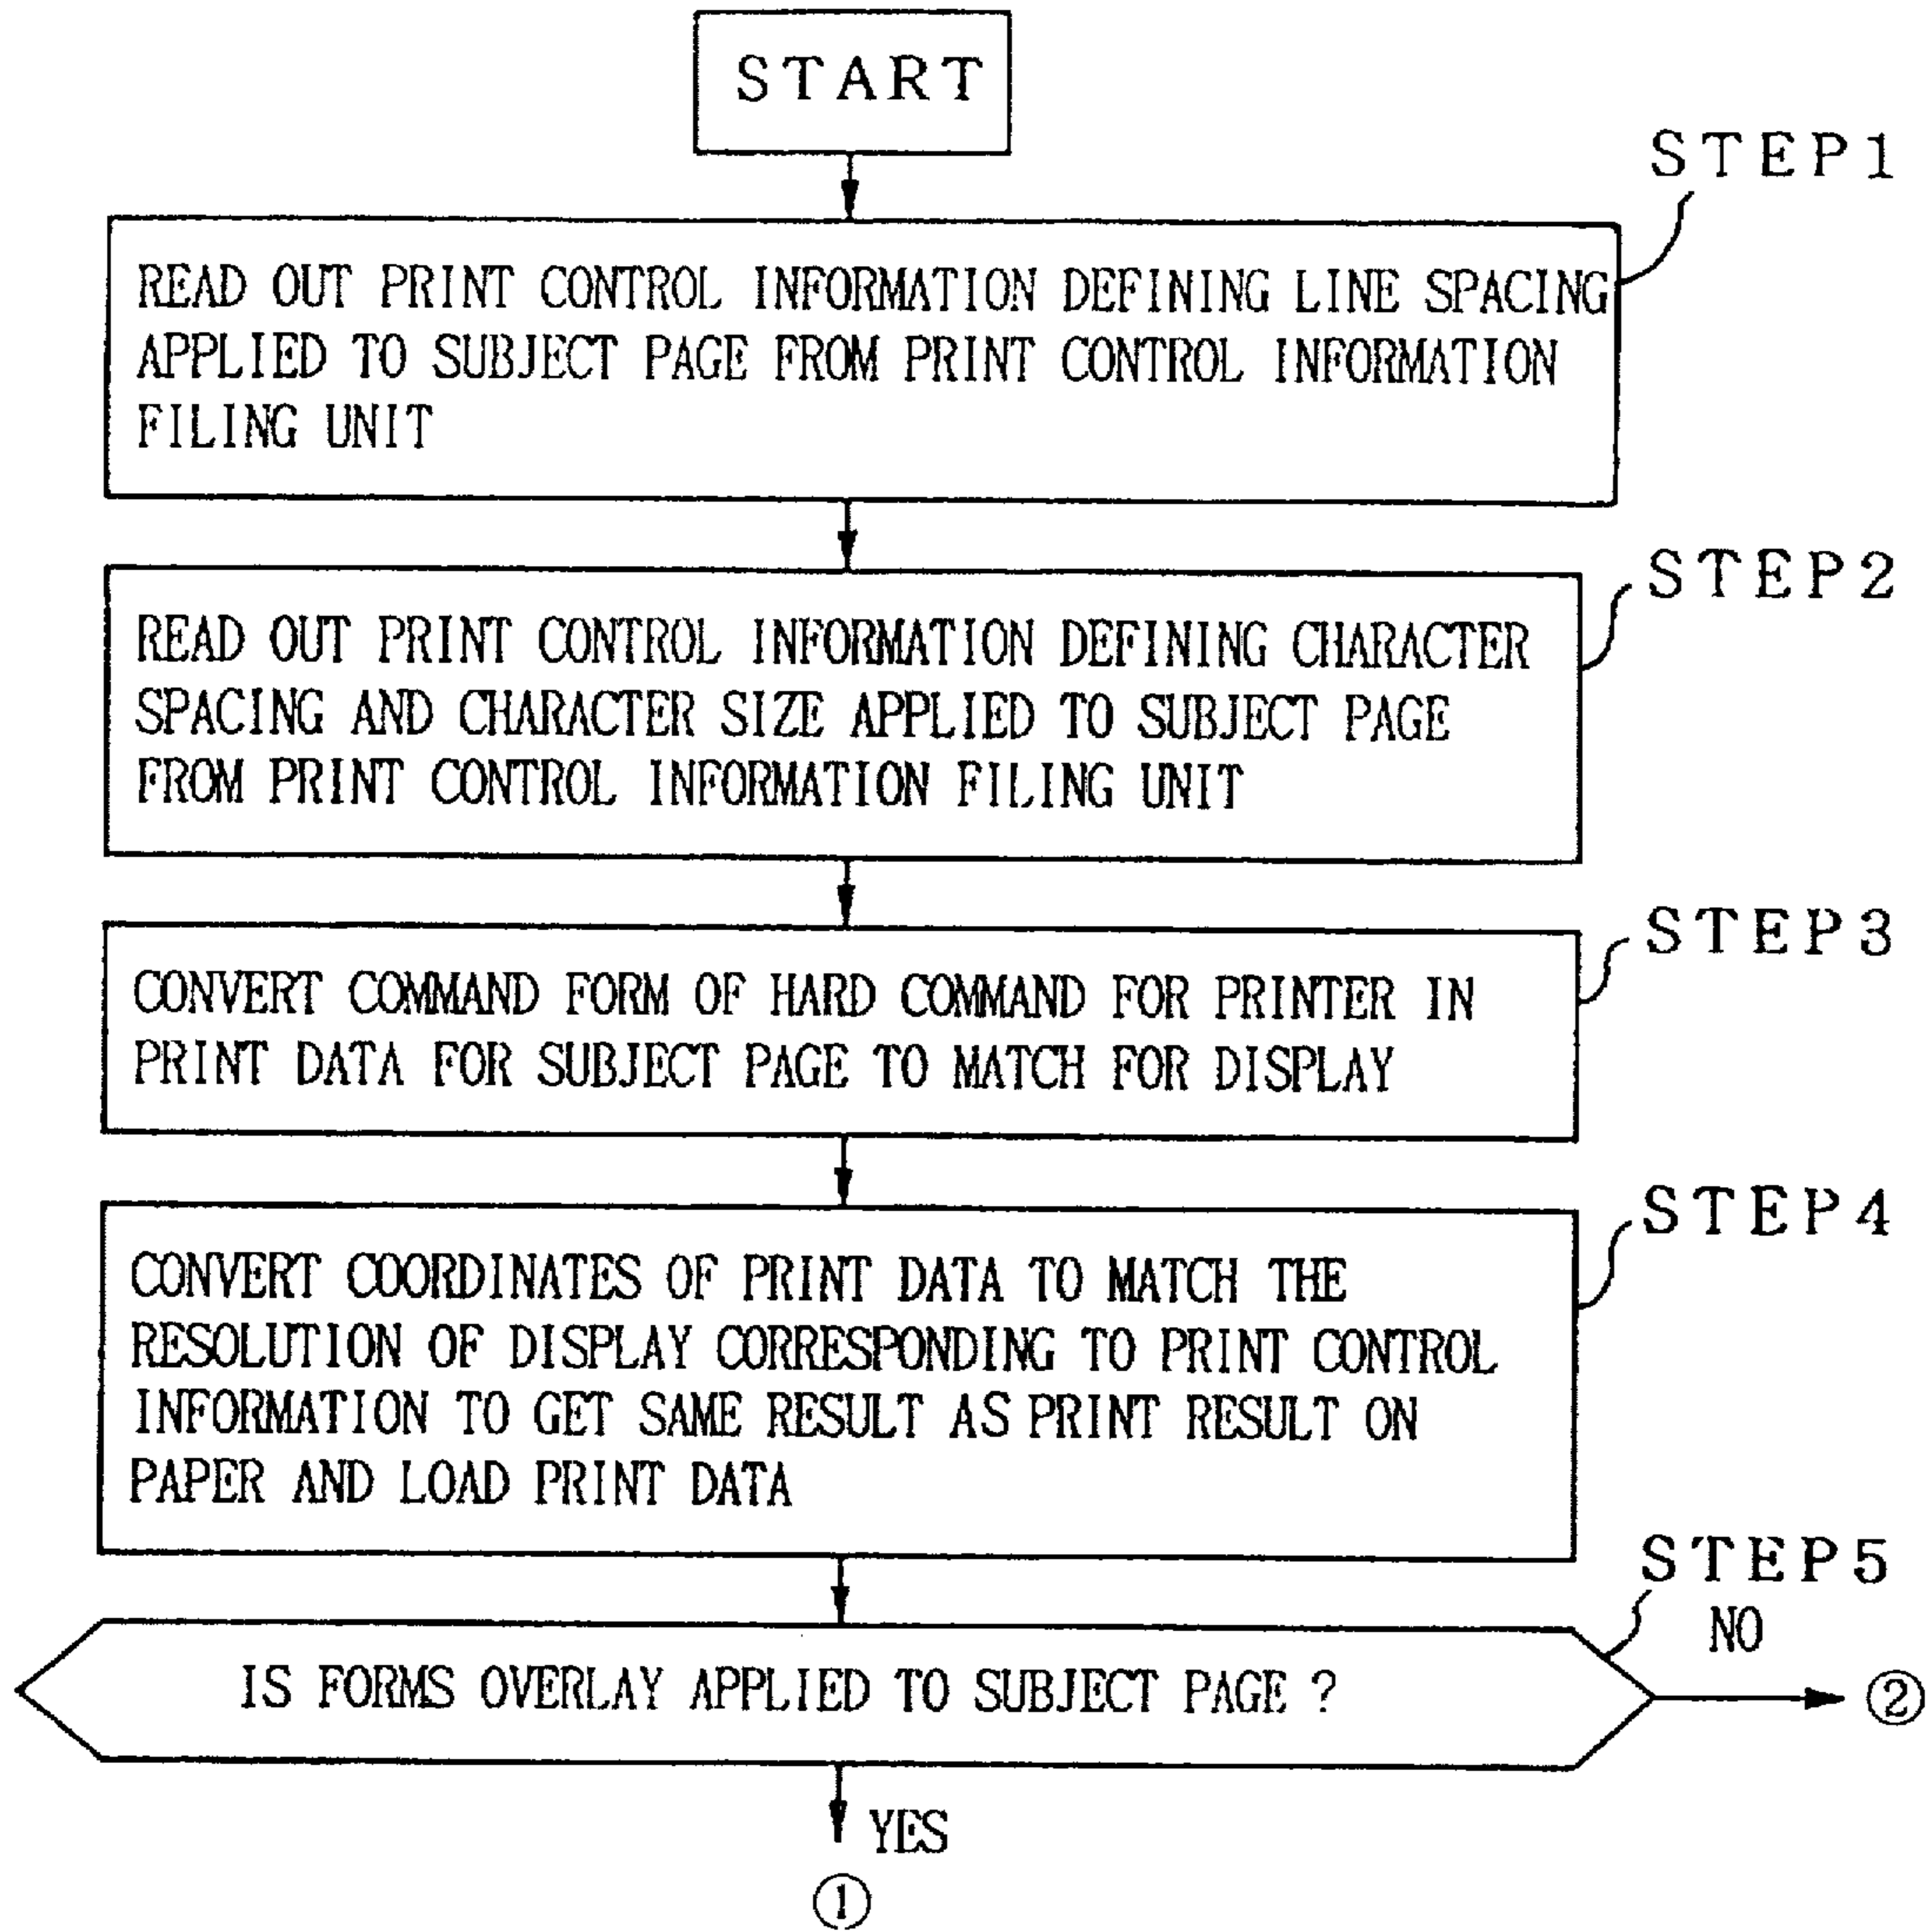 START
STEP1
READ OUT PRINT CONTROL INFORMATION DEFINING LINE SPACING
APPLIED TO SUBJECT PAGE FROM PRINT CONTROL INFORMATION
FILING UNIT
STEP2
READ OUT PRINT CONTROL INFORMATION DEFINING CHARACTER
SPACING AND CHARACTER SIZE APPLIED TO SUBJECT PAGE
FROM PRINT CONTROL INFORMATION FILING UNIT
STEP3
CONVERT COMMAND FORM OF HARD COMMAND FOR PRINTER IN
PRINT DATA FOR SUBJECT PAGE TO MATCH FOR DISPLAY
STEP4
CONVERT COORDINATES OF PRINT DATA TO MATCH THE
RESOLUTION OF DISPLAY CORRESPONDING TO PRINT CONTROL
INFORMATION TO GET SAME RESULT AS PRINT RESULT ON
PAPER AND LOAD PRINT DATA
STEP5
NO
IS FORMS OVERLAY APPLIED TO SUBJECT PAGE ?
②
YES
①